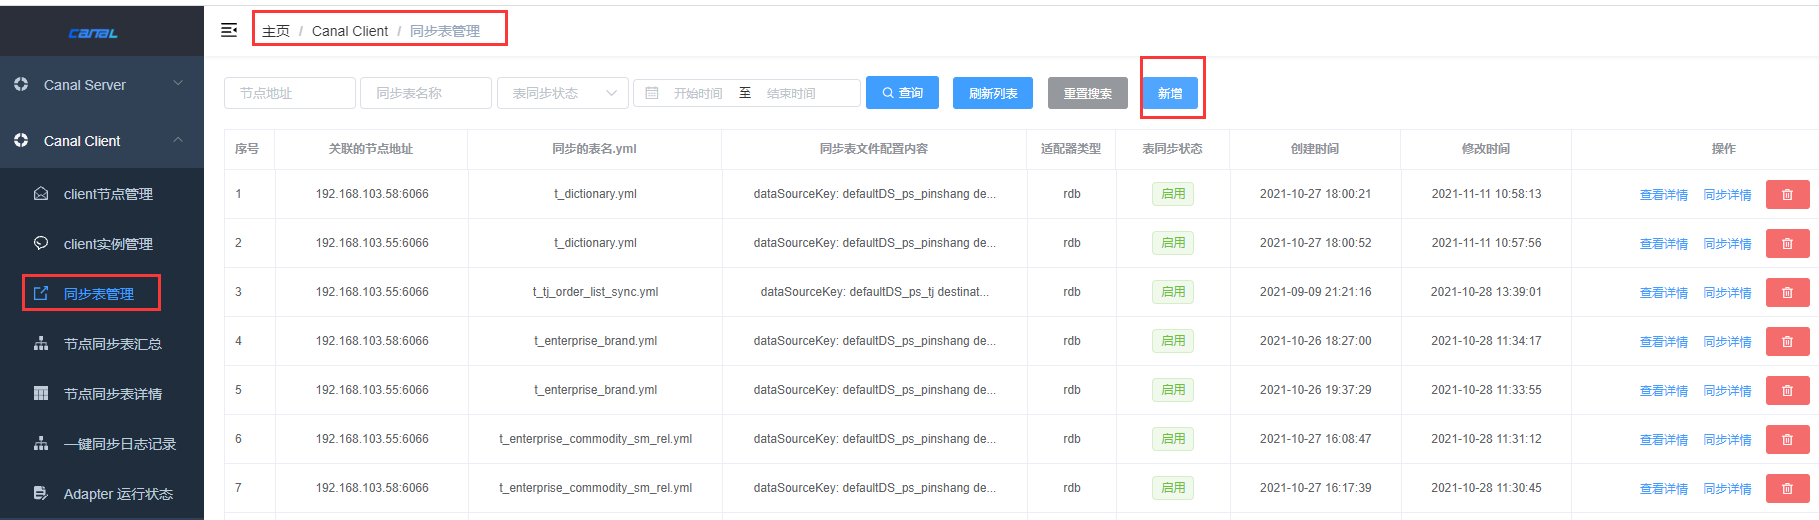 CANAL
主页 / Canal Client / 同步表管理
Canal Server
Canal Client
client节点管理
client实例管理
同步表管理
节点同步表汇总
节点同步表详情
一键同步日志记录
Adapter 运行状态
节点地址 同步表名称 表同步状态 开始时间 至 结束时间 查询 刷新列表 重置搜索 新增
序号 关联的节点地址 同步的表名.yml 同步表文件配置内容 适配器类型 表同步状态 创建时间 修改时间 操作
1 192.168.103.58:6066 t_dictionary.yml dataSourceKey: defaultDS_ps_pinshang de... rdb 启用 2021-10-27 18:00:21 2021-11-11 10:58:13 查看详情 同步详情
2 192.168.103.55:6066 t_dictionary.yml dataSourceKey: defaultDS_ps_pinshang de... rdb 启用 2021-10-27 18:00:52 2021-11-11 10:57:56 查看详情 同步详情
3 192.168.103.55:6066 t_tj_order_list_sync.yml dataSourceKey: defaultDS_ps_tj destinat... rdb 启用 2021-09-09 21:21:16 2021-10-28 13:39:01 查看详情 同步详情
4 192.168.103.58:6066 t_enterprise_brand.yml dataSourceKey: defaultDS_ps_pinshang de... rdb 启用 2021-10-26 18:27:00 2021-10-28 11:34:17 查看详情 同步详情
5 192.168.103.55:6066 t_enterprise_brand.yml dataSourceKey: defaultDS_ps_pinshang de... rdb 启用 2021-10-26 19:37:29 2021-10-28 11:33:55 查看详情 同步详情
6 192.168.103.55:6066 t_enterprise_commodity_sm_rel.yml dataSourceKey: defaultDS_ps_pinshang de... rdb 启用 2021-10-27 16:08:47 2021-10-28 11:31:12 查看详情 同步详情
7 192.168.103.58:6066 t_enterprise_commodity_sm_rel.yml dataSourceKey: defaultDS_ps_pinshang de... rdb 启用 2021-10-27 16:17:39 2021-10-28 11:30:45 查看详情 同步详情